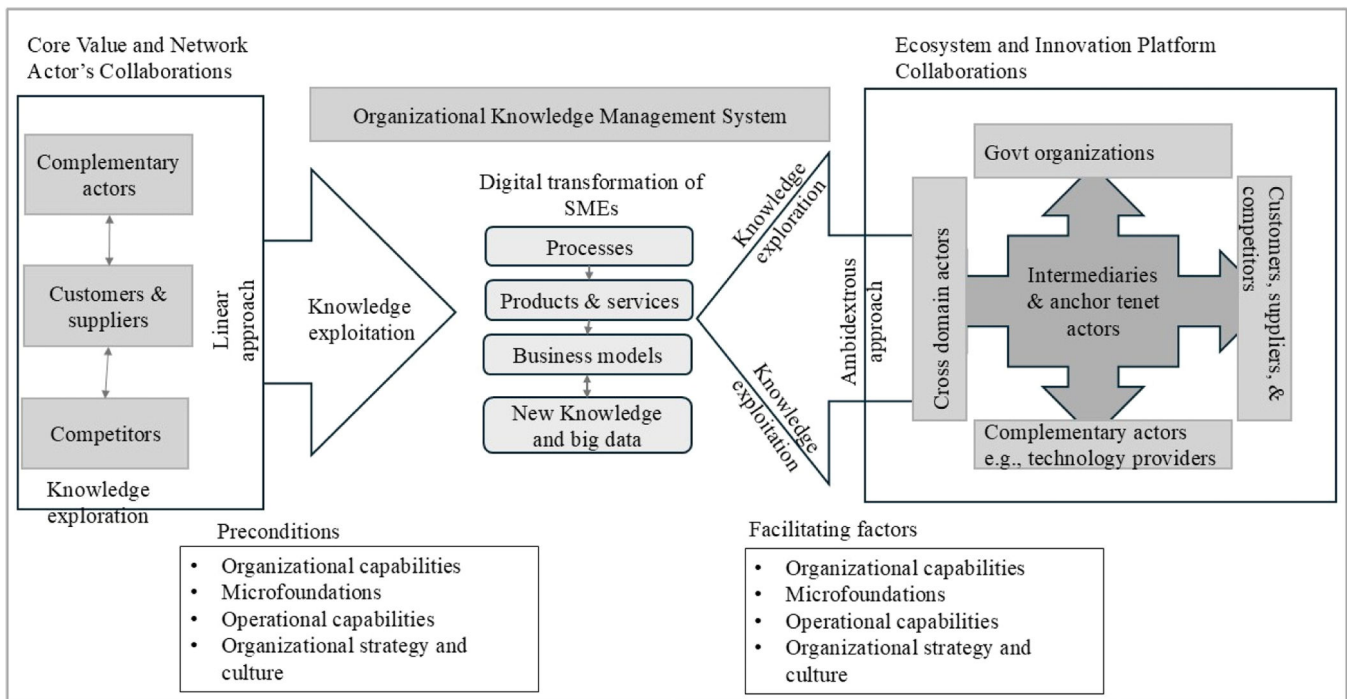 Core Value and Network
Actor's Collaborations
Complementary
actors
Customers &
suppliers
Competitors
Knowledge
exploration
Linear
approach
Knowledge
exploitation
Organizational Knowledge Management System
Digital transformation of
SMEs
Processes
Products & services
Business models
New Knowledge
and big data
Knowledge
exploration
Knowledge
exploitation
Ambidextrous
approach
Ecosystem and Innovation Platform
Collaborations
Govt organizations
Cross domain actors
Intermediaries
& anchor tenet
actors
Customers, suppliers, &
competitors
Complementary actors
e.g., technology providers
Preconditions
• Organizational capabilities
• Microfoundations
• Operational capabilities
• Organizational strategy and
culture
Facilitating factors
• Organizational capabilities
• Microfoundations
• Operational capabilities
• Organizational strategy and
culture